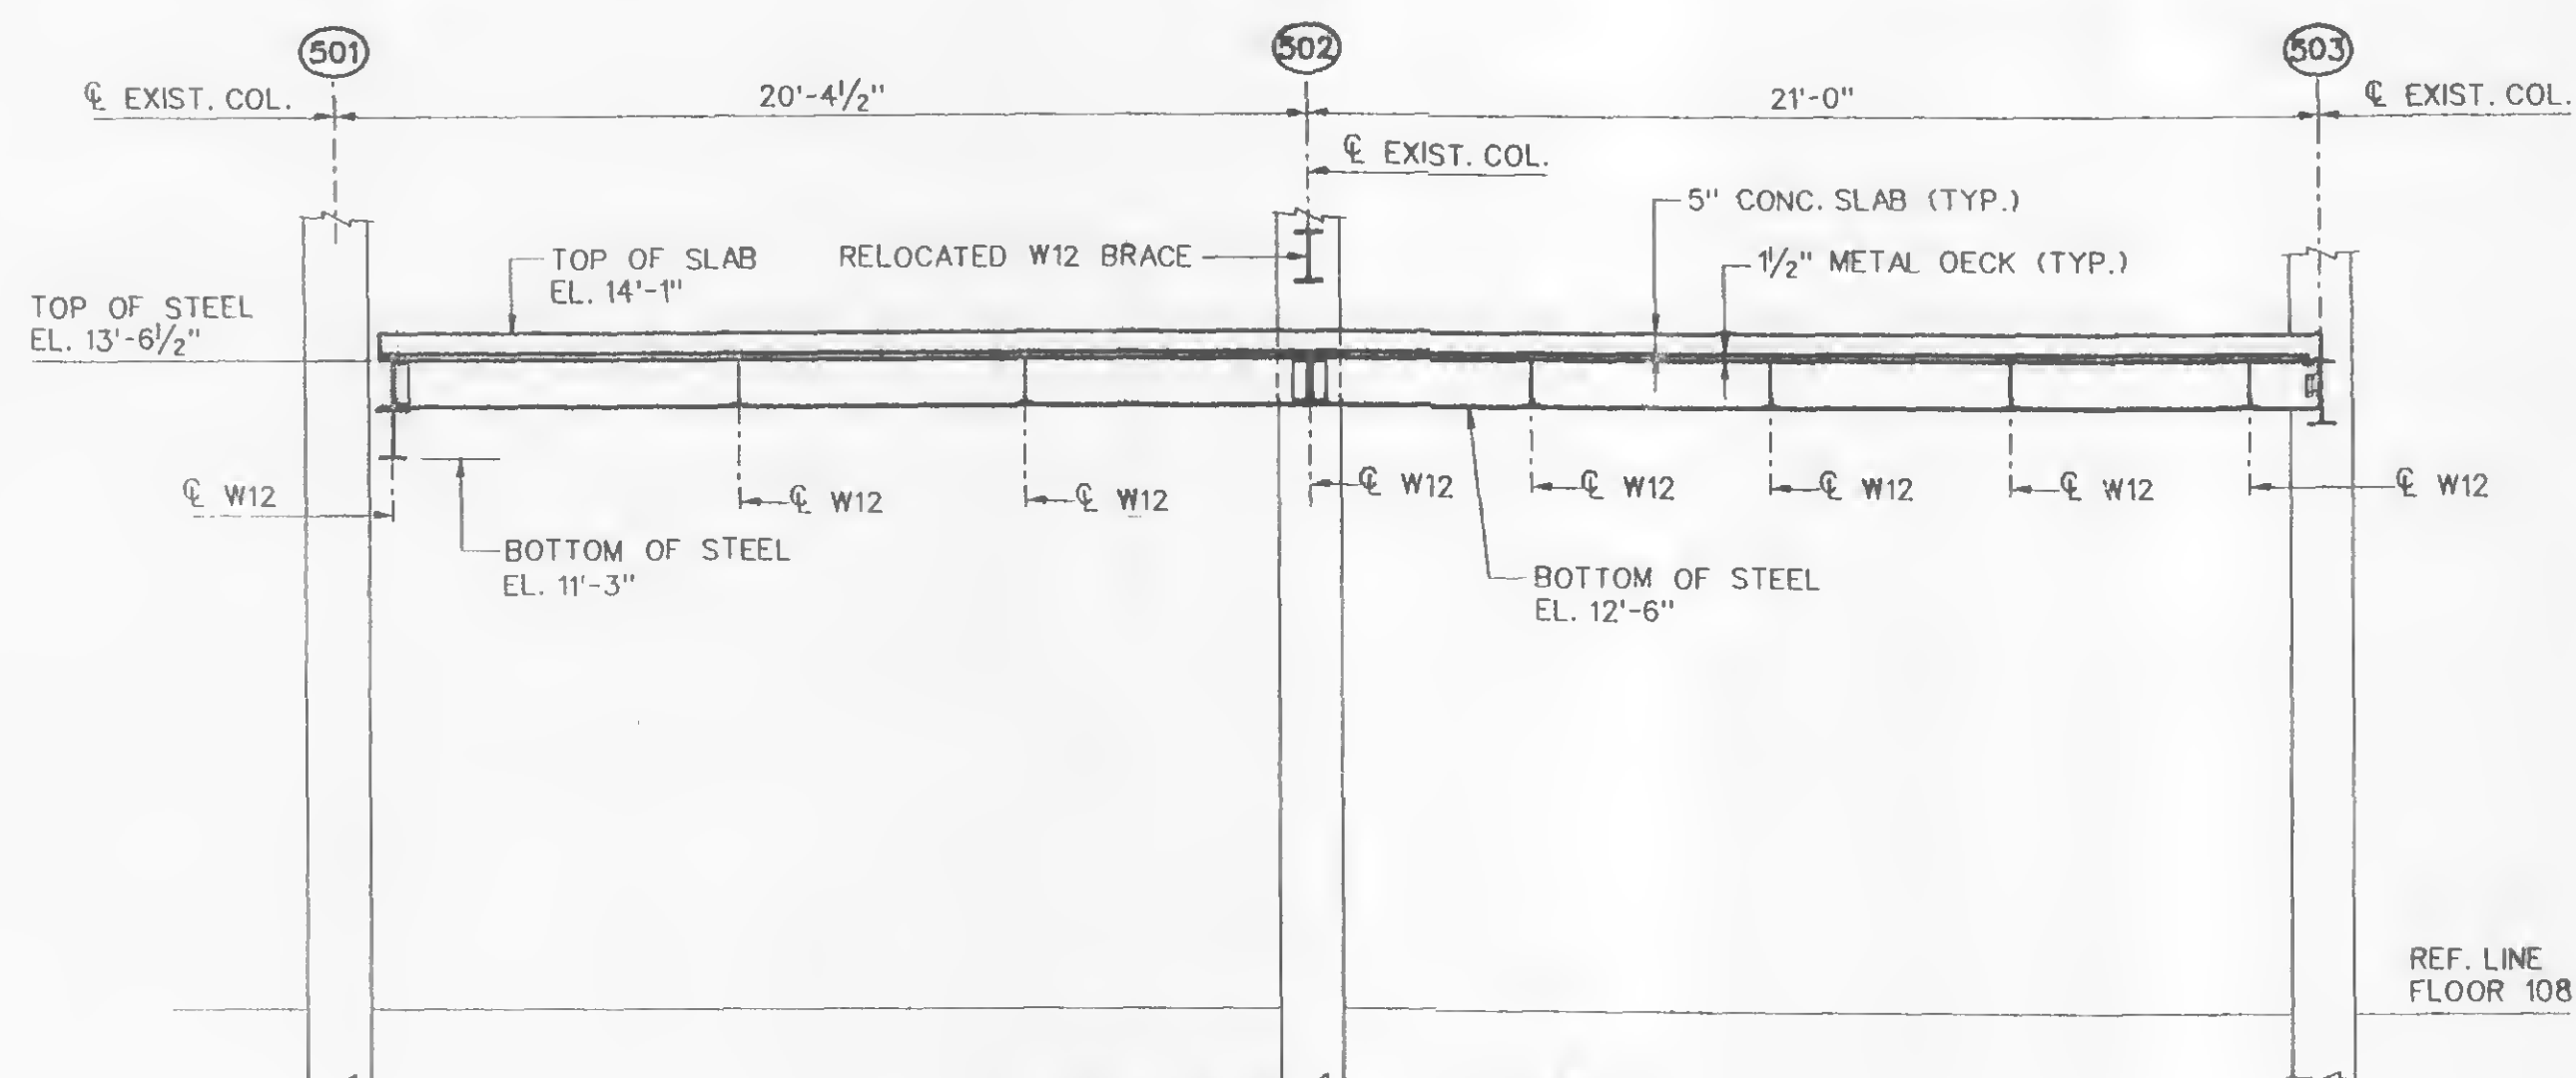 501
502
503
℄ EXIST. COL.
20'-4½"
21'-0"
℄ EXIST. COL.
℄ EXIST. COL.
5" CONC. SLAB (TYP.)
TOP OF SLAB
EL. 14'-1"
RELOCATED W12 BRACE
1½" METAL OECK (TYP.)
TOP OF STEEL
EL. 13'-6½"
℄ W12
℄ W12
℄ W12
℄ W12
℄ W12
℄ W12
℄ W12
℄ W12
BOTTOM OF STEEL
EL. 11'-3"
BOTTOM OF STEEL
EL. 12'-6"
REF. LINE
FLOOR 108